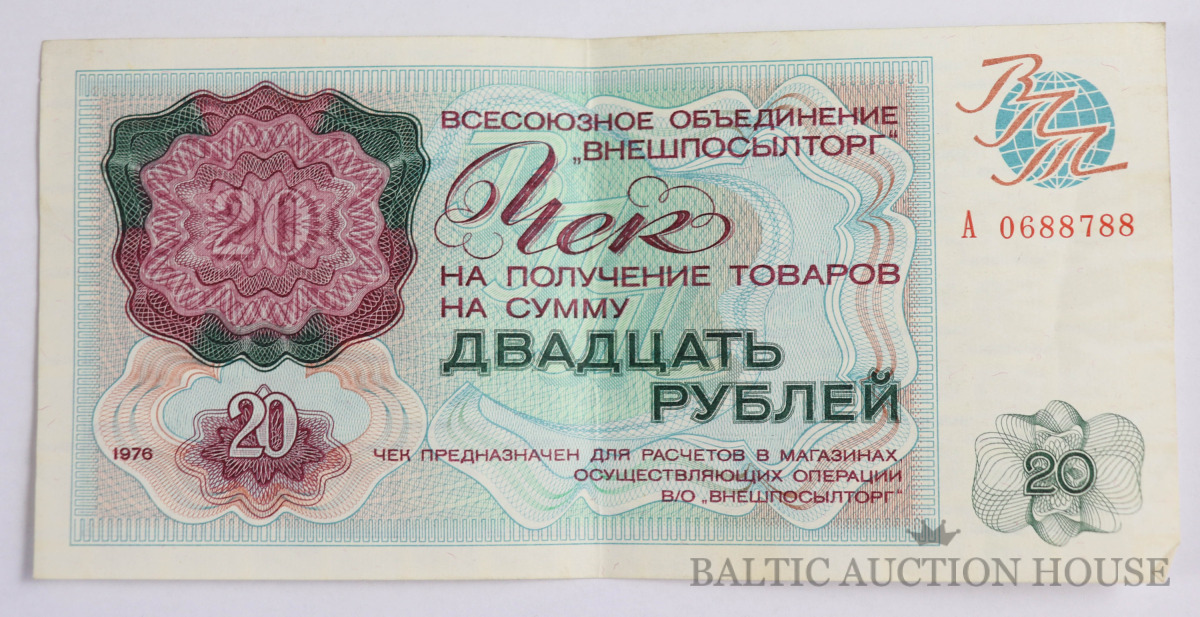 ВСЕСОЮЗНОЕ ОБЪЕДИНЕНИЕ
„ВНЕШПОСЫЛТОРГ"
ВПТ
20
Чек
А 0688788
НА ПОЛУЧЕНИЕ ТОВАРОВ
НА СУММУ
ДВАДЦАТЬ
РУБЛЕЙ
20
1976
ЧЕК ПРЕДНАЗНАЧЕН ДЛЯ РАСЧЕТОВ В МАГАЗИНАХ,
ОСУЩЕСТВЛЯЮЩИХ ОПЕРАЦИИ
В/О „ВНЕШПОСЫЛТОРГ"
20
BALTIC AUCTION HOUSE